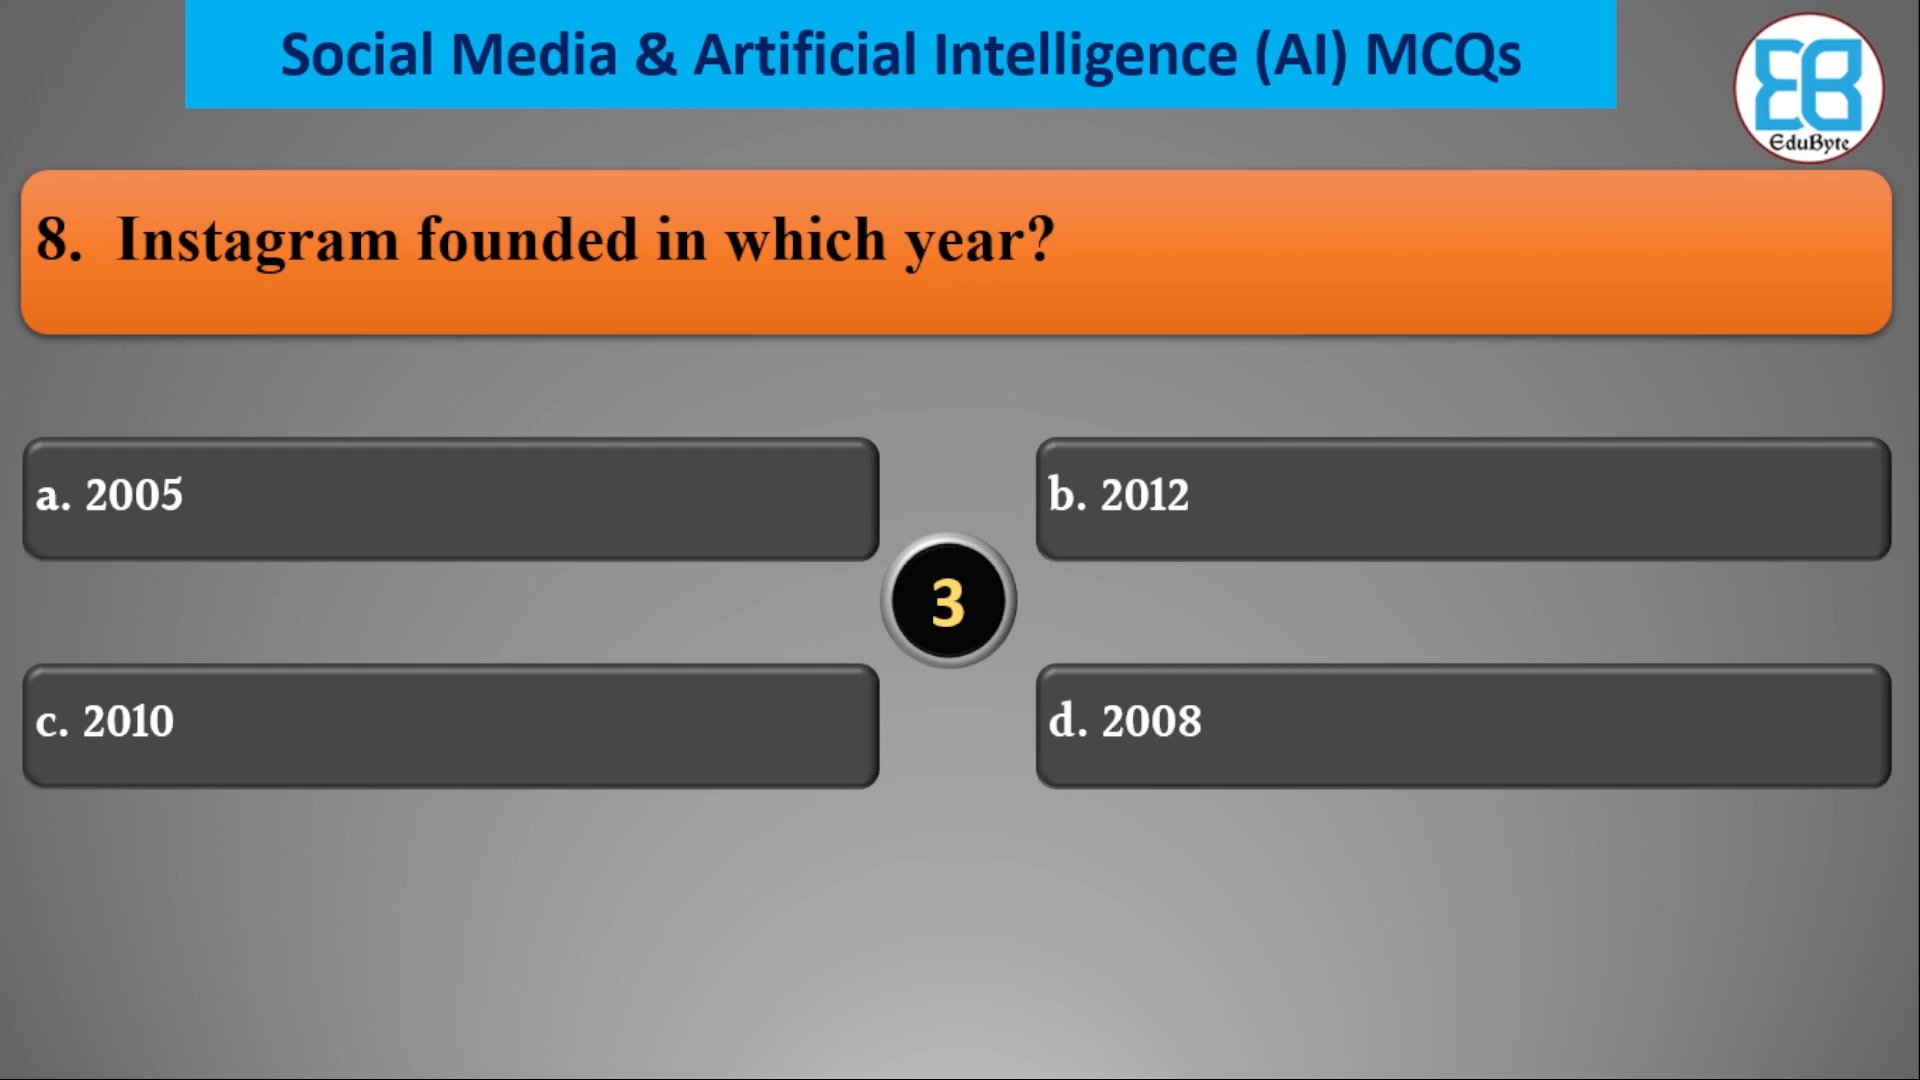 Social Media & Artificial Intelligence (AI) MCQs
EduByte
8. Instagram founded in which year?
a. 2005
b. 2012
3
c. 2010
d. 2008